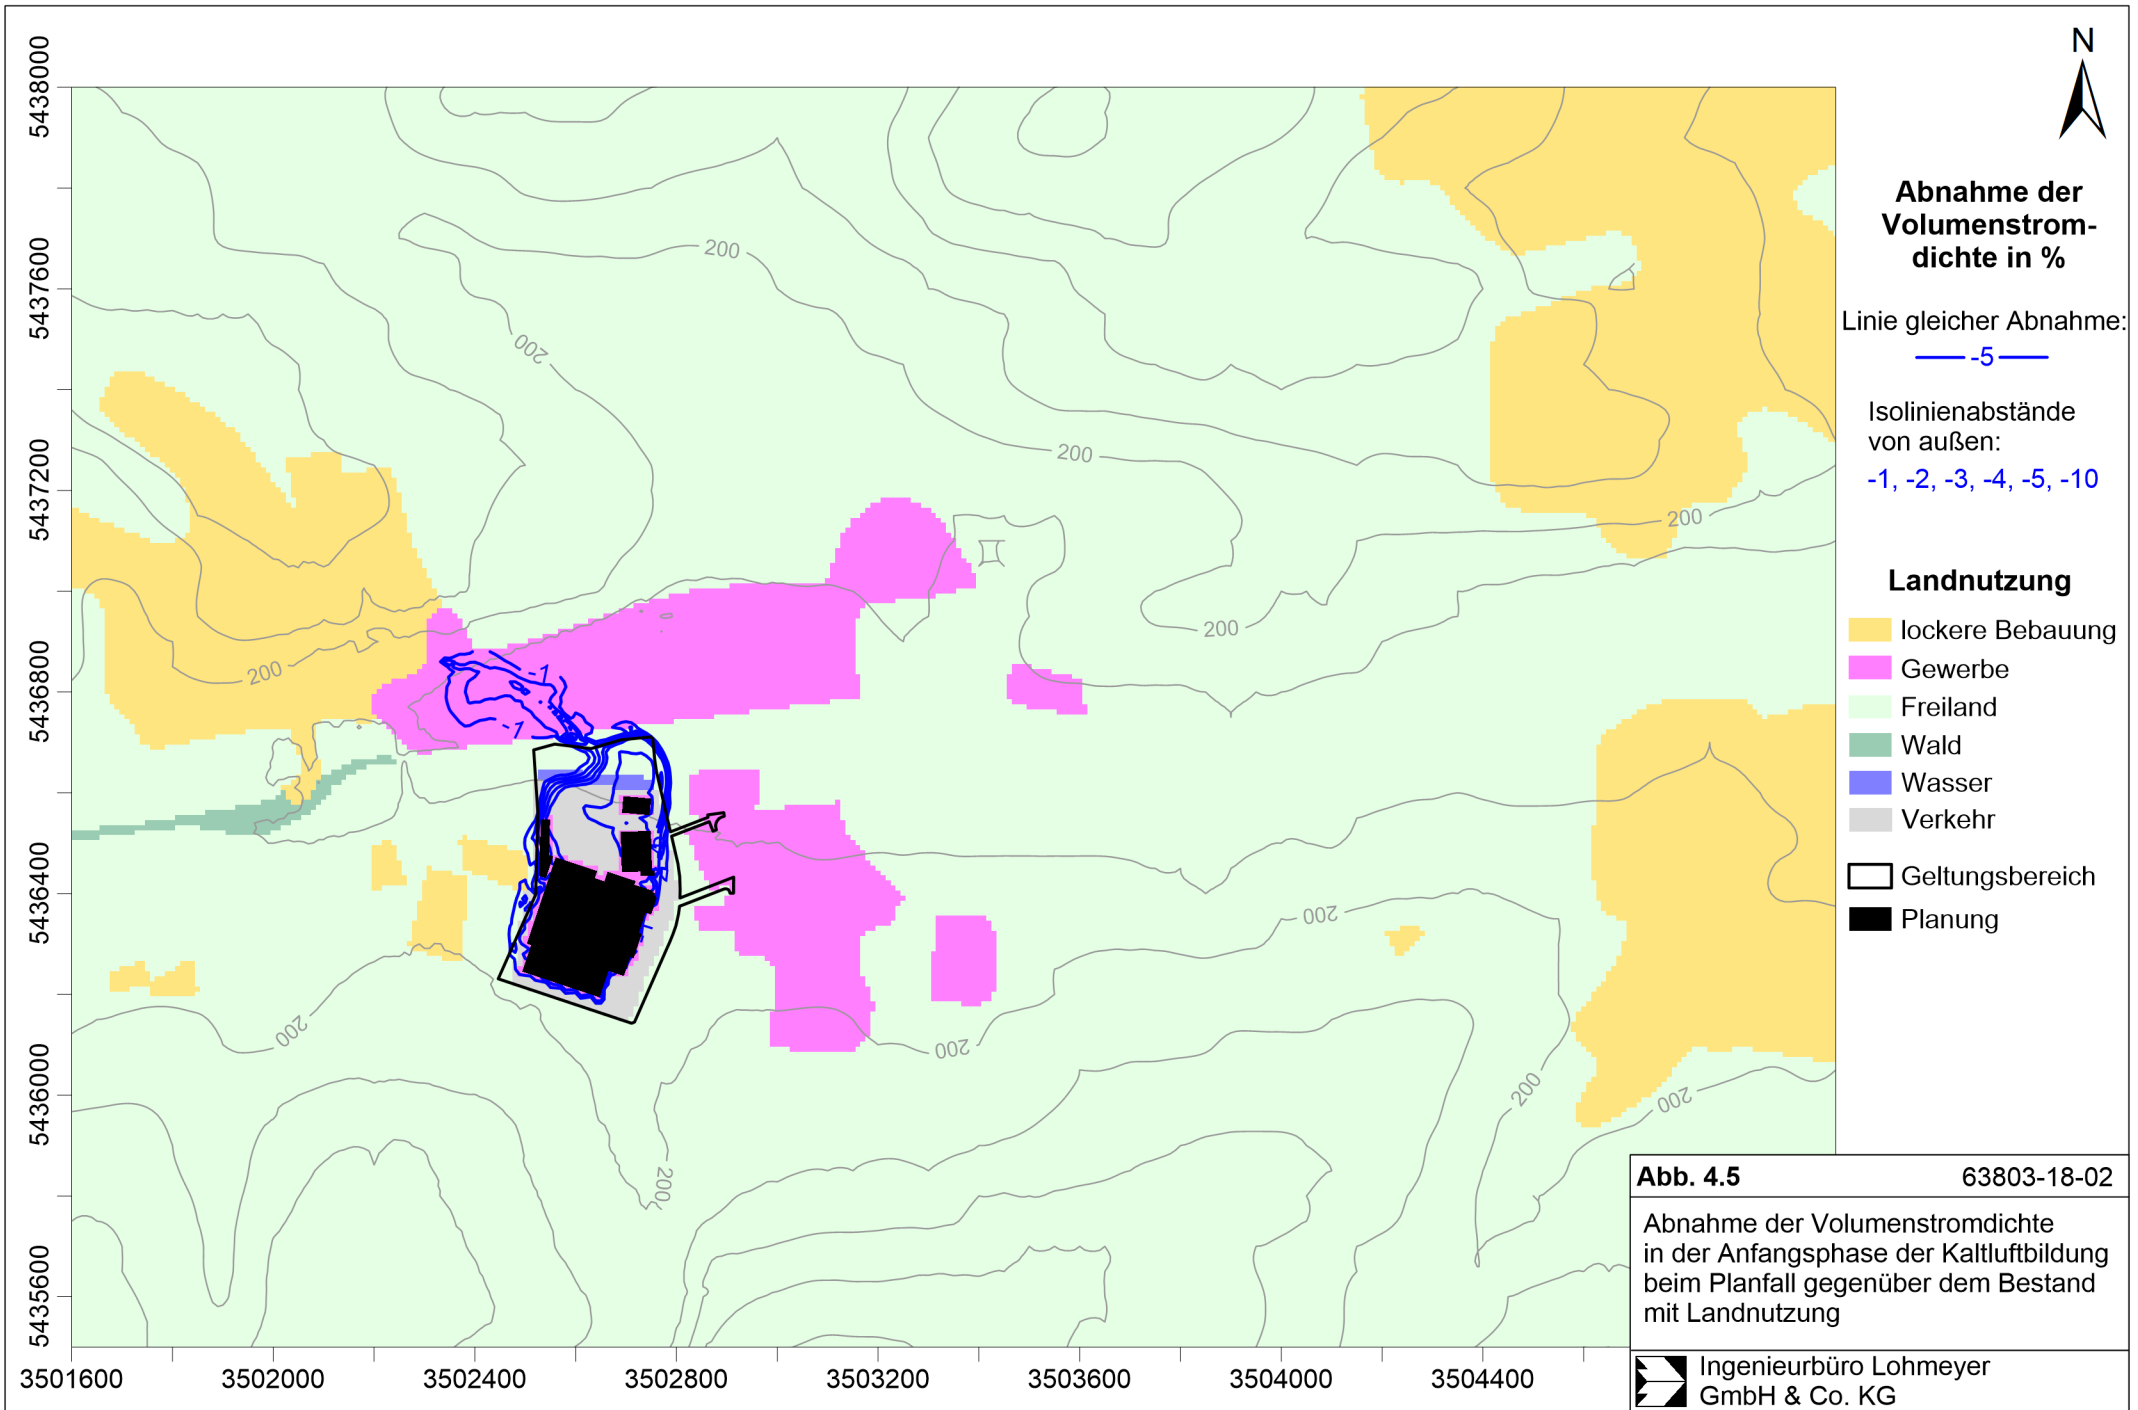 N
Abnahme der
Volumenstrom-
dichte in %
Linie gleicher Abnahme:
-5
Isolinienabstände
von außen:
-1, -2, -3, -4, -5, -10
Landnutzung
lockere Bebauung
Gewerbe
Freiland
Wald
Wasser
Verkehr
Geltungsbereich
Planung
5438000
5437600
5437200
5436800
5436400
5436000
5435600
3501600
3502000
3502400
3502800
3503200
3503600
3504000
3504400
200
200
200
200
200
200
200
200
200
200
200
200
-1
-1
Abb. 4.5 63803-18-02
Abnahme der Volumenstromdichte
in der Anfangsphase der Kaltluftbildung
beim Planfall gegenüber dem Bestand
mit Landnutzung
Ingenieurbüro Lohmeyer
GmbH & Co. KG